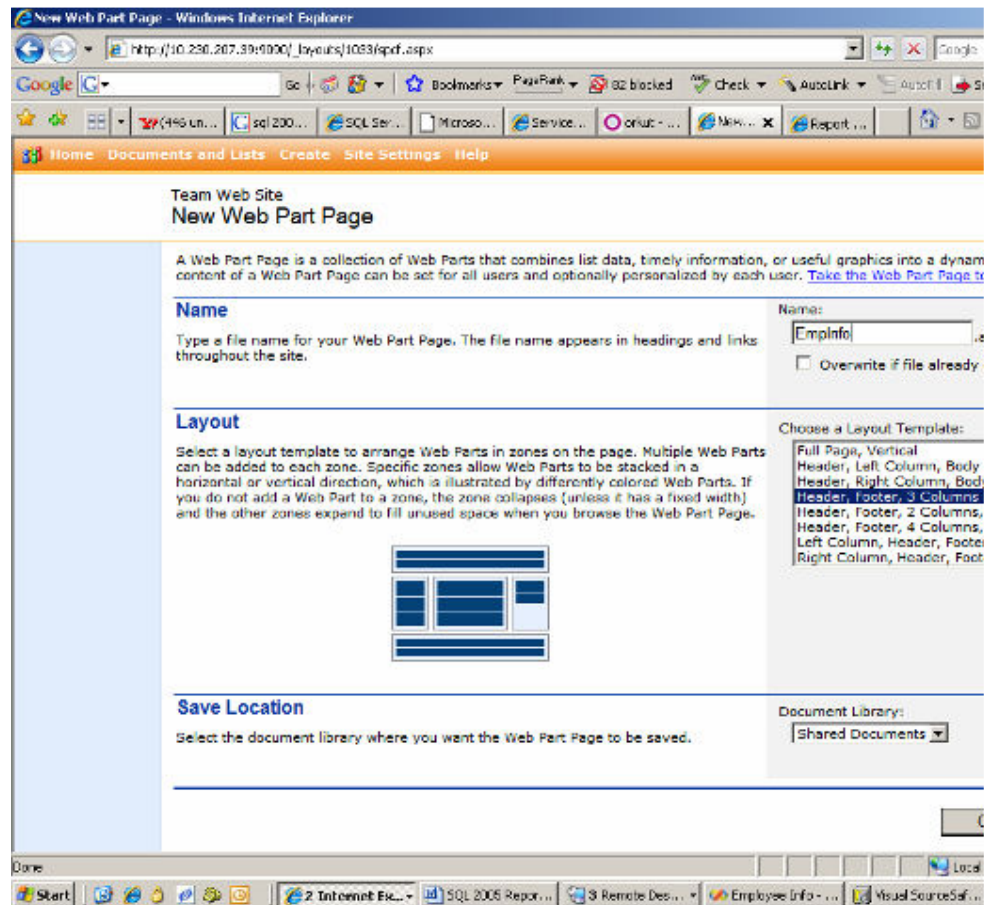 New Web Part Page - Windows Internet Explorer
http://10.230.207.39:9090/_layouts/1033/spcf.aspx
Google
Google G Go Bookmarks PageRank 82 blocked Check AutoLink AutoFill
(446 un... sql 200... SQL Ser... Microso... Service... orkut - ... New... Report ...
Home Documents and Lists Create Site Settings Help
Team Web Site
New Web Part Page
A Web Part Page is a collection of Web Parts that combines list data, timely information, or useful graphics into a dynam
content of a Web Part Page can be set for all users and optionally personalized by each user. Take the Web Part Page to
Name
Type a file name for your Web Part Page. The file name appears in headings and links
throughout the site.
Name:
EmpInfo .a
Overwrite if file already
Layout
Select a layout template to arrange Web Parts in zones on the page. Multiple Web Parts
can be added to each zone. Specific zones allow Web Parts to be stacked in a
horizontal or vertical direction, which is illustrated by differently colored Web Parts. If
you do not add a Web Part to a zone, the zone collapses (unless it has a fixed width)
and the other zones expand to fill unused space when you browse the Web Part Page.
Choose a Layout Template:
Full Page, Vertical
Header, Left Column, Body
Header, Right Column, Body
Header, Footer, 3 Columns
Header, Footer, 2 Columns,
Header, Footer, 4 Columns,
Left Column, Header, Footer
Right Column, Header, Foot
Save Location
Select the document library where you want the Web Part Page to be saved.
Document Library:
Shared Documents
Done
Local
Start 2 Internet Ex... SQL 2005 Repor... 3 Remote Des... Employee Info - ... Visual SourceSaf...